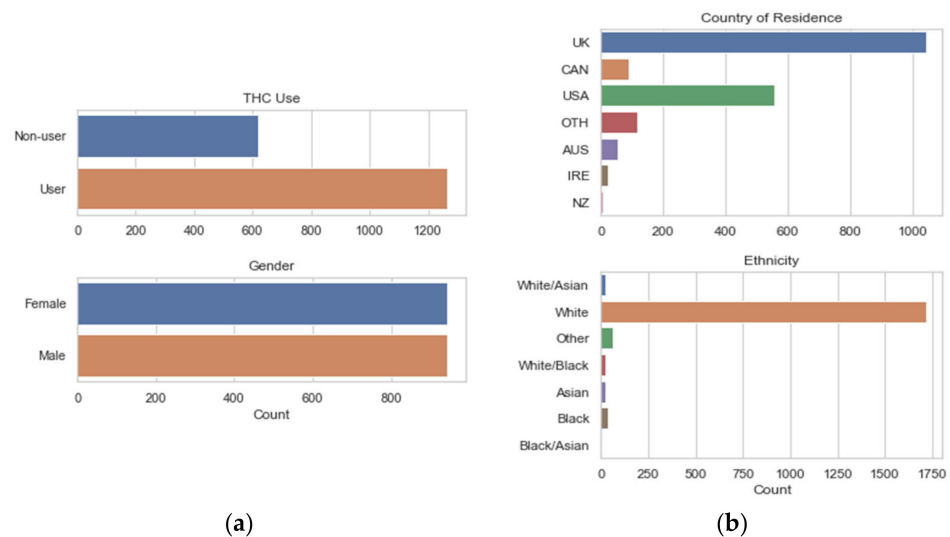 THC Use
Non-user
User
0 200 400 600 800 1000 1200
Gender
Female
Male
0 200 400 600 800
Count
(a)
Country of Residence
UK
CAN
USA
OTH
AUS
IRE
NZ
0 200 400 600 800 1000
Ethnicity
White/Asian
White
Other
White/Black
Asian
Black
Black/Asian
0 250 500 750 1000 1250 1500 1750
Count
(b)